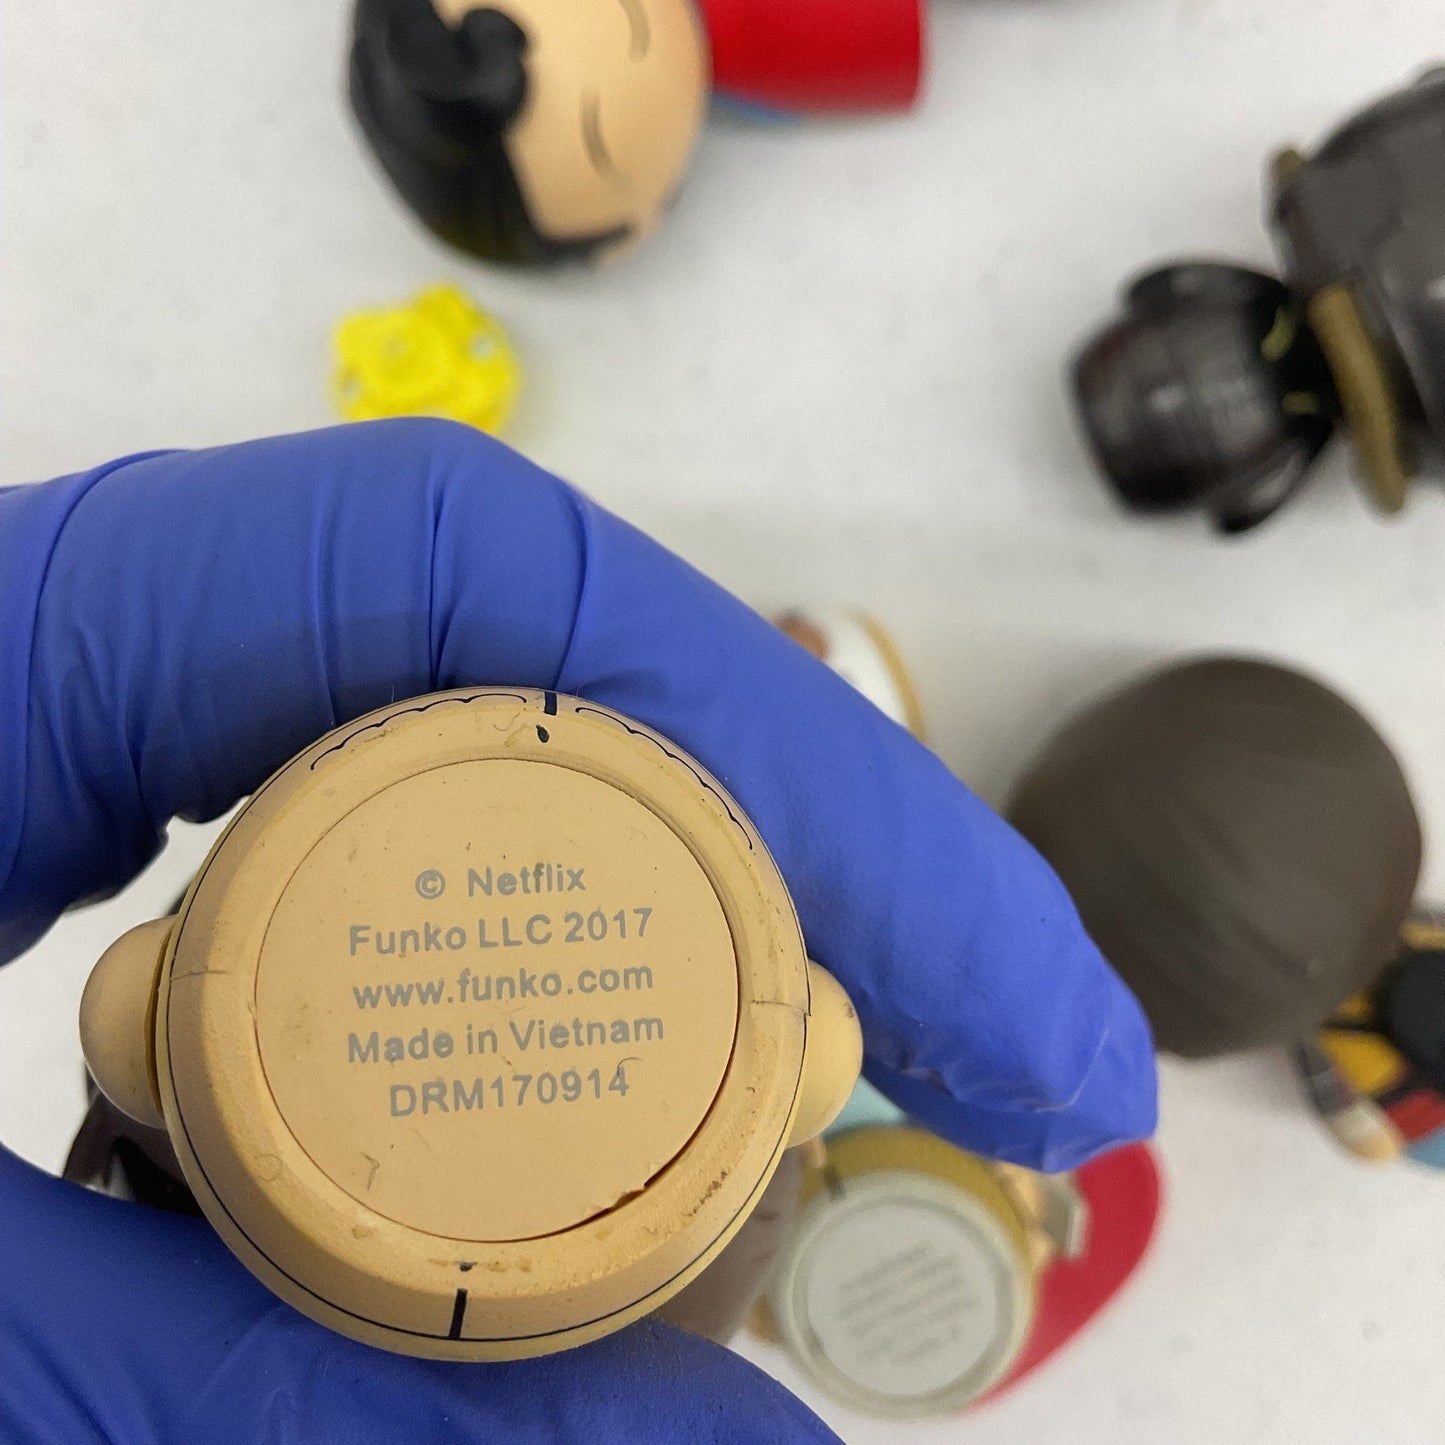 © Netflix
Funko LLC 2017
www.funko.com
Made in Vietnam
DRM170914